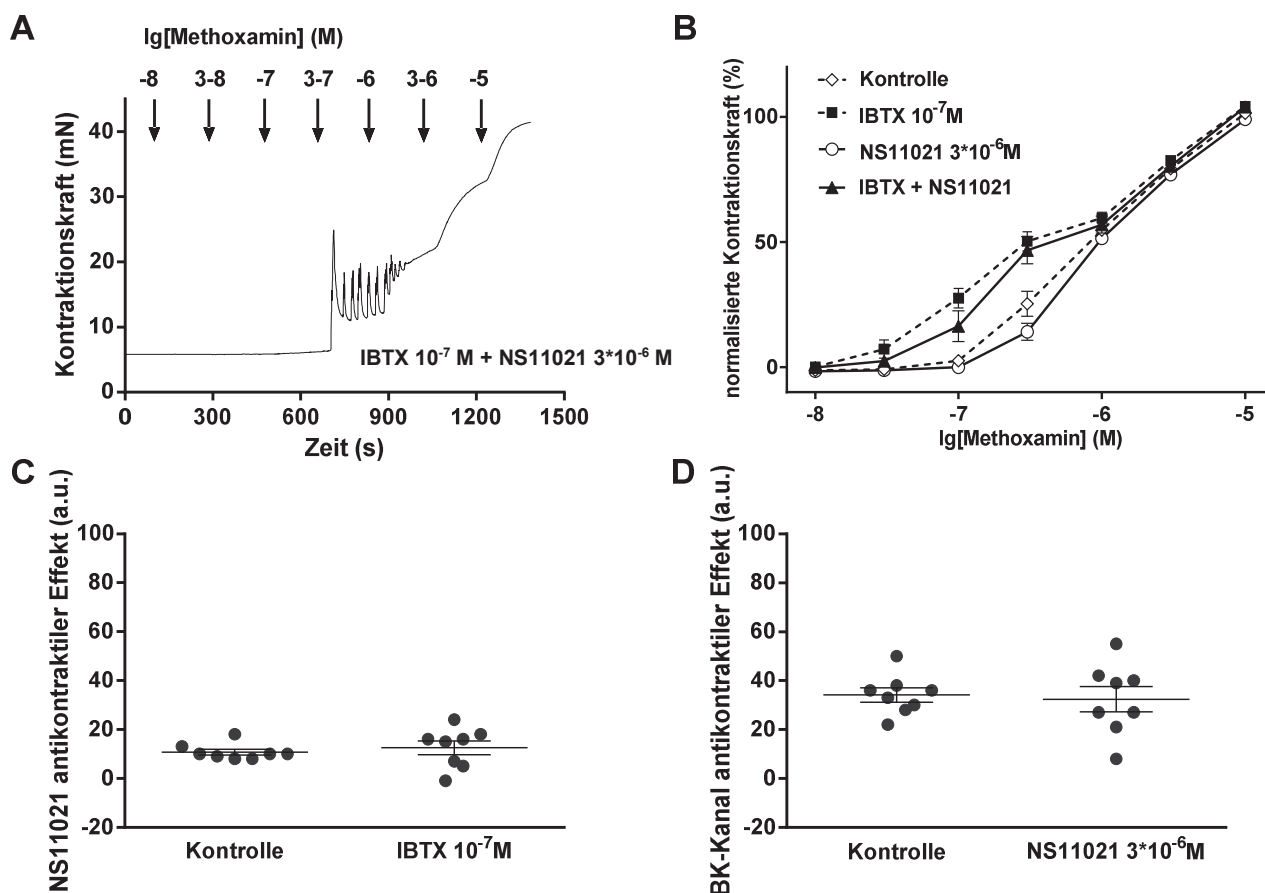 A
lg[Methoxamin] (M)
-8 3-8 -7 3-7 -6 3-6 -5
Kontraktionskraft (mN)
40
30
20
10
0
IBTX 10⁻⁷ M + NS11021 3*10⁻⁶ M
0 300 600 900 1200 1500
Zeit (s)
B
normalisierte Kontraktionskraft (%)
100
50
0
Kontrolle
IBTX 10⁻⁷M
NS11021 3*10⁻⁶M
IBTX + NS11021
-8 -7 -6 -5
lg[Methoxamin] (M)
C
NS11021 antikontraktiler Effekt (a.u.)
100
80
60
40
20
0
-20
Kontrolle IBTX 10⁻⁷M
D
BK-Kanal antikontraktiler Effekt (a.u.)
100
80
60
40
20
0
-20
Kontrolle NS11021 3*10⁻⁶M